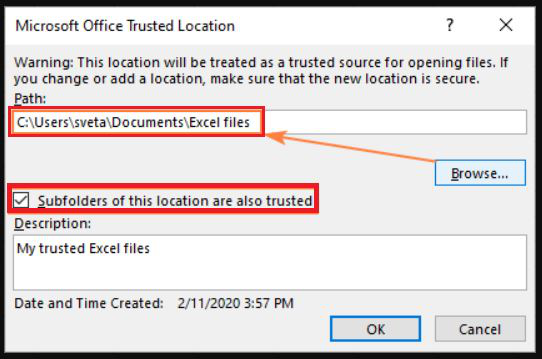 Microsoft Office Trusted Location
Warning: This location will be treated as a trusted source for opening files. If
you change or add a location, make sure that the new location is secure.
Path:
C:\Users\sveta\Documents\Excel files
Browse...
Subfolders of this location are also trusted
Description:
My trusted Excel files
Date and Time Created: 2/11/2020 3:57 PM
OK Cancel